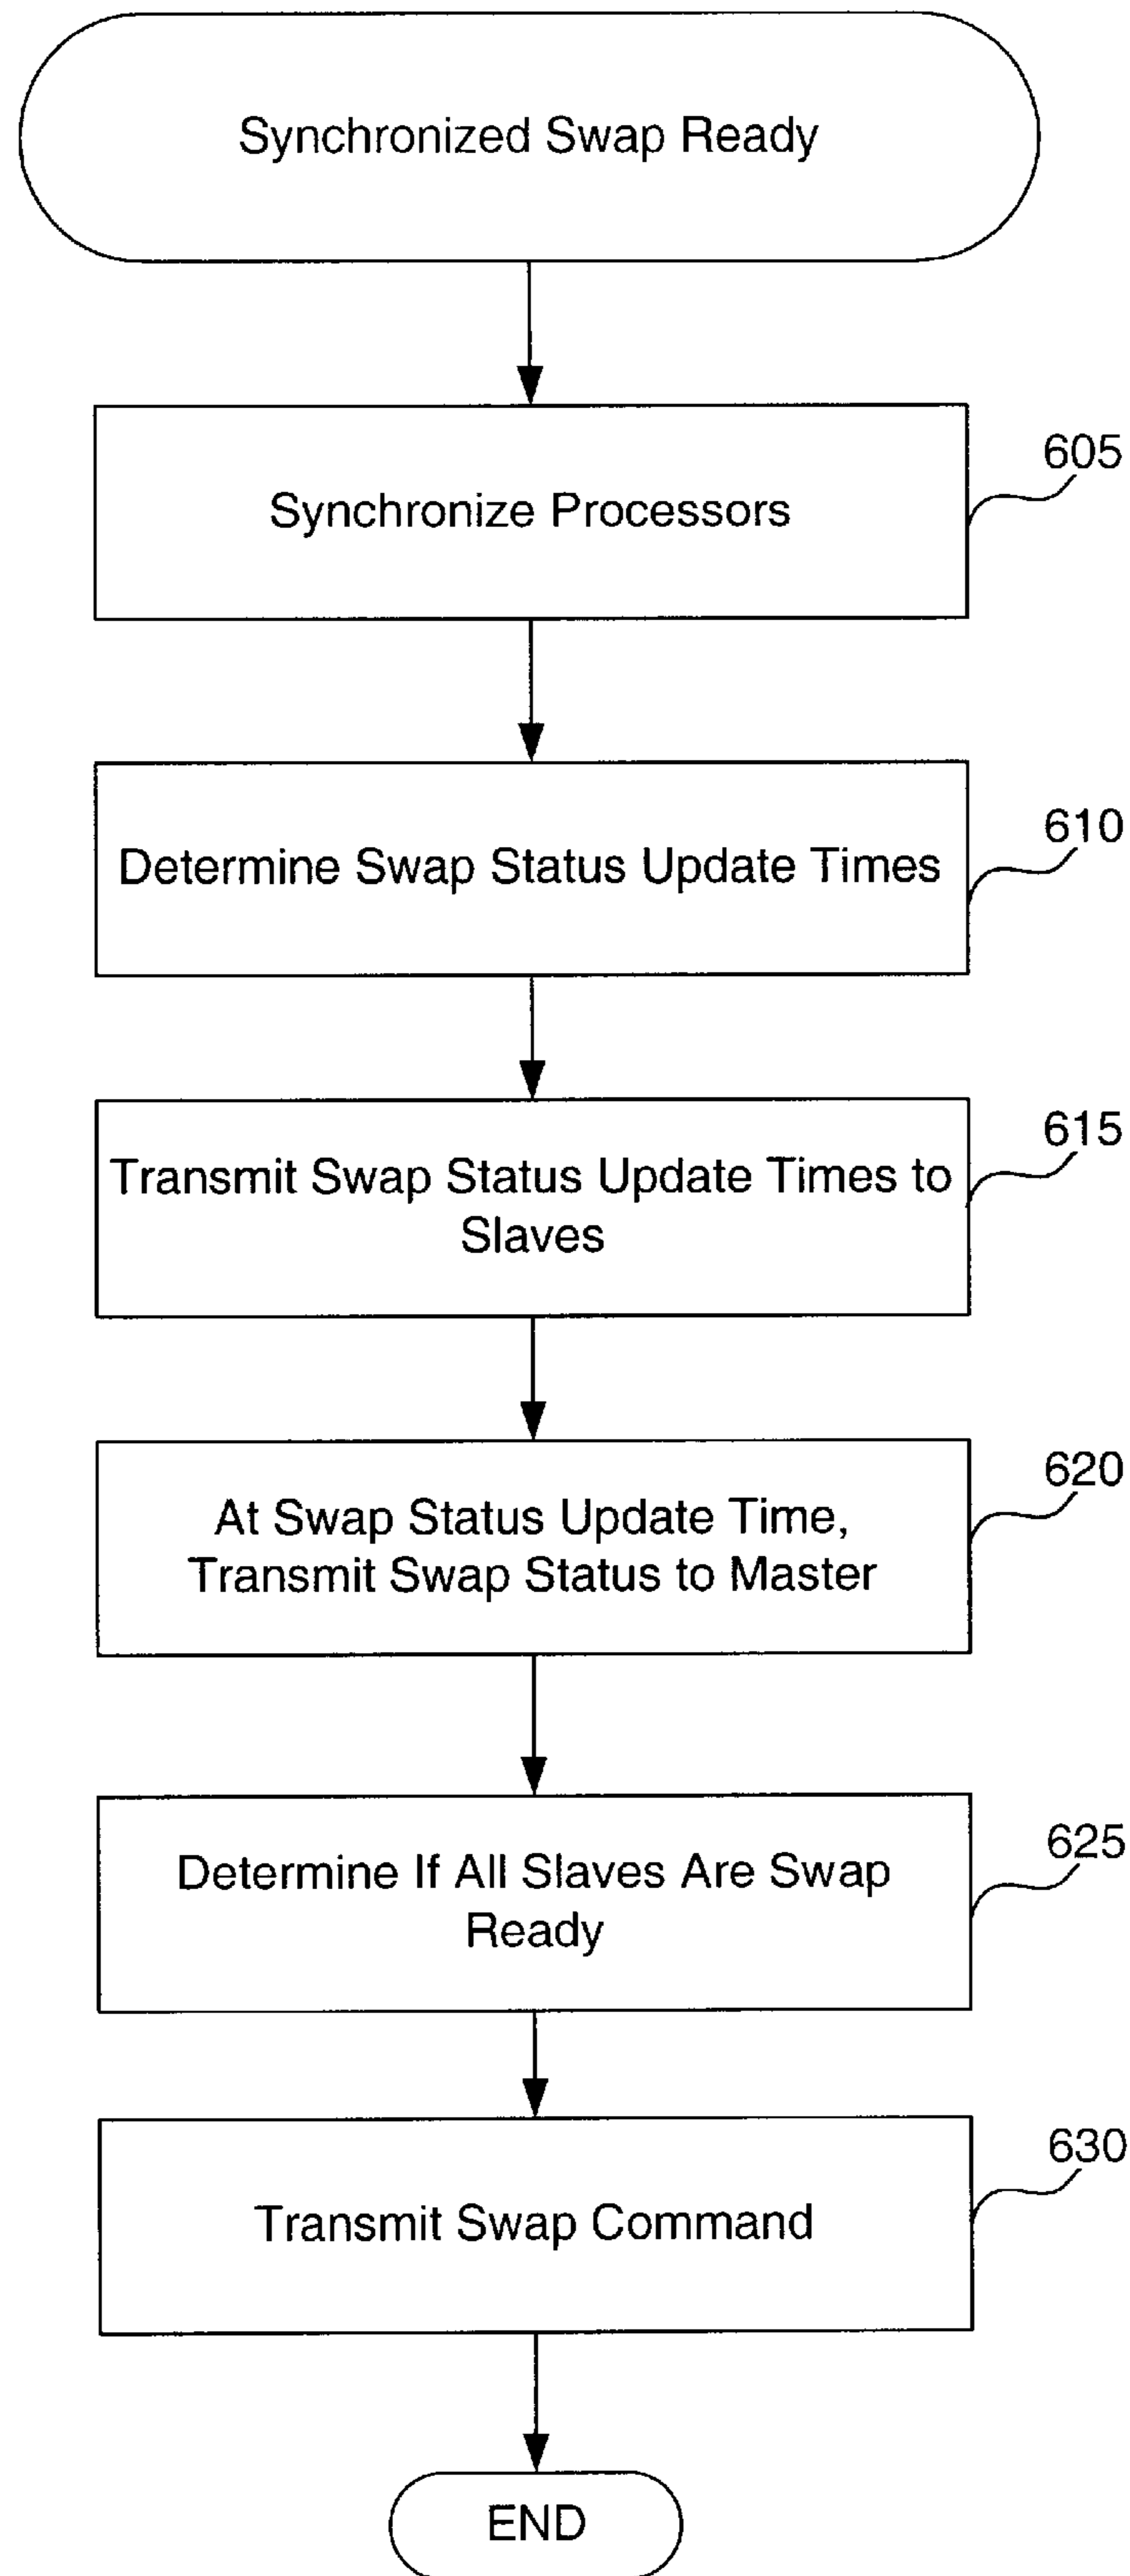 Synchronized Swap Ready
605
Synchronize Processors
610
Determine Swap Status Update Times
615
Transmit Swap Status Update Times to
Slaves
620
At Swap Status Update Time,
Transmit Swap Status to Master
625
Determine If All Slaves Are Swap
Ready
630
Transmit Swap Command
END